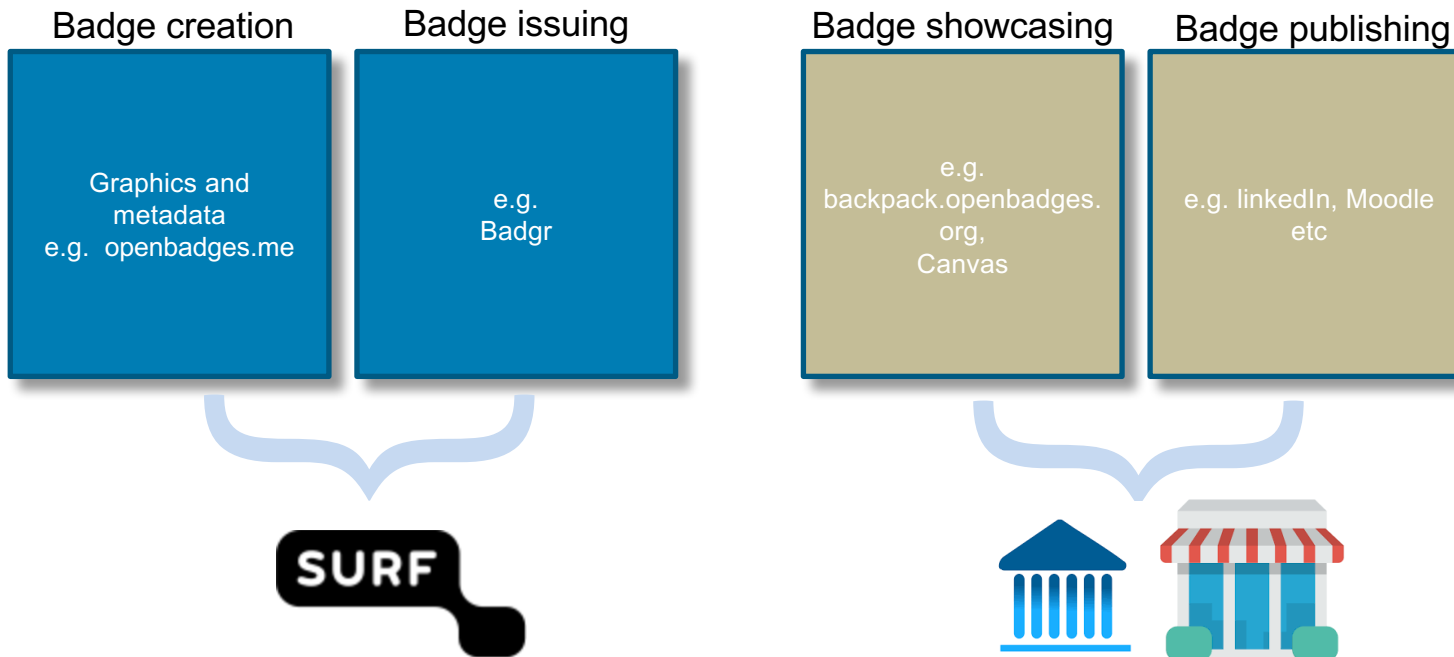 Badge creation
Badge issuing
Badge showcasing
Badge publishing
Graphics and
metadata
e.g.  openbadges.me
e.g.
Badgr
e.g.
backpack.openbadges.
org,
Canvas
e.g. linkedIn, Moodle
etc
SURF